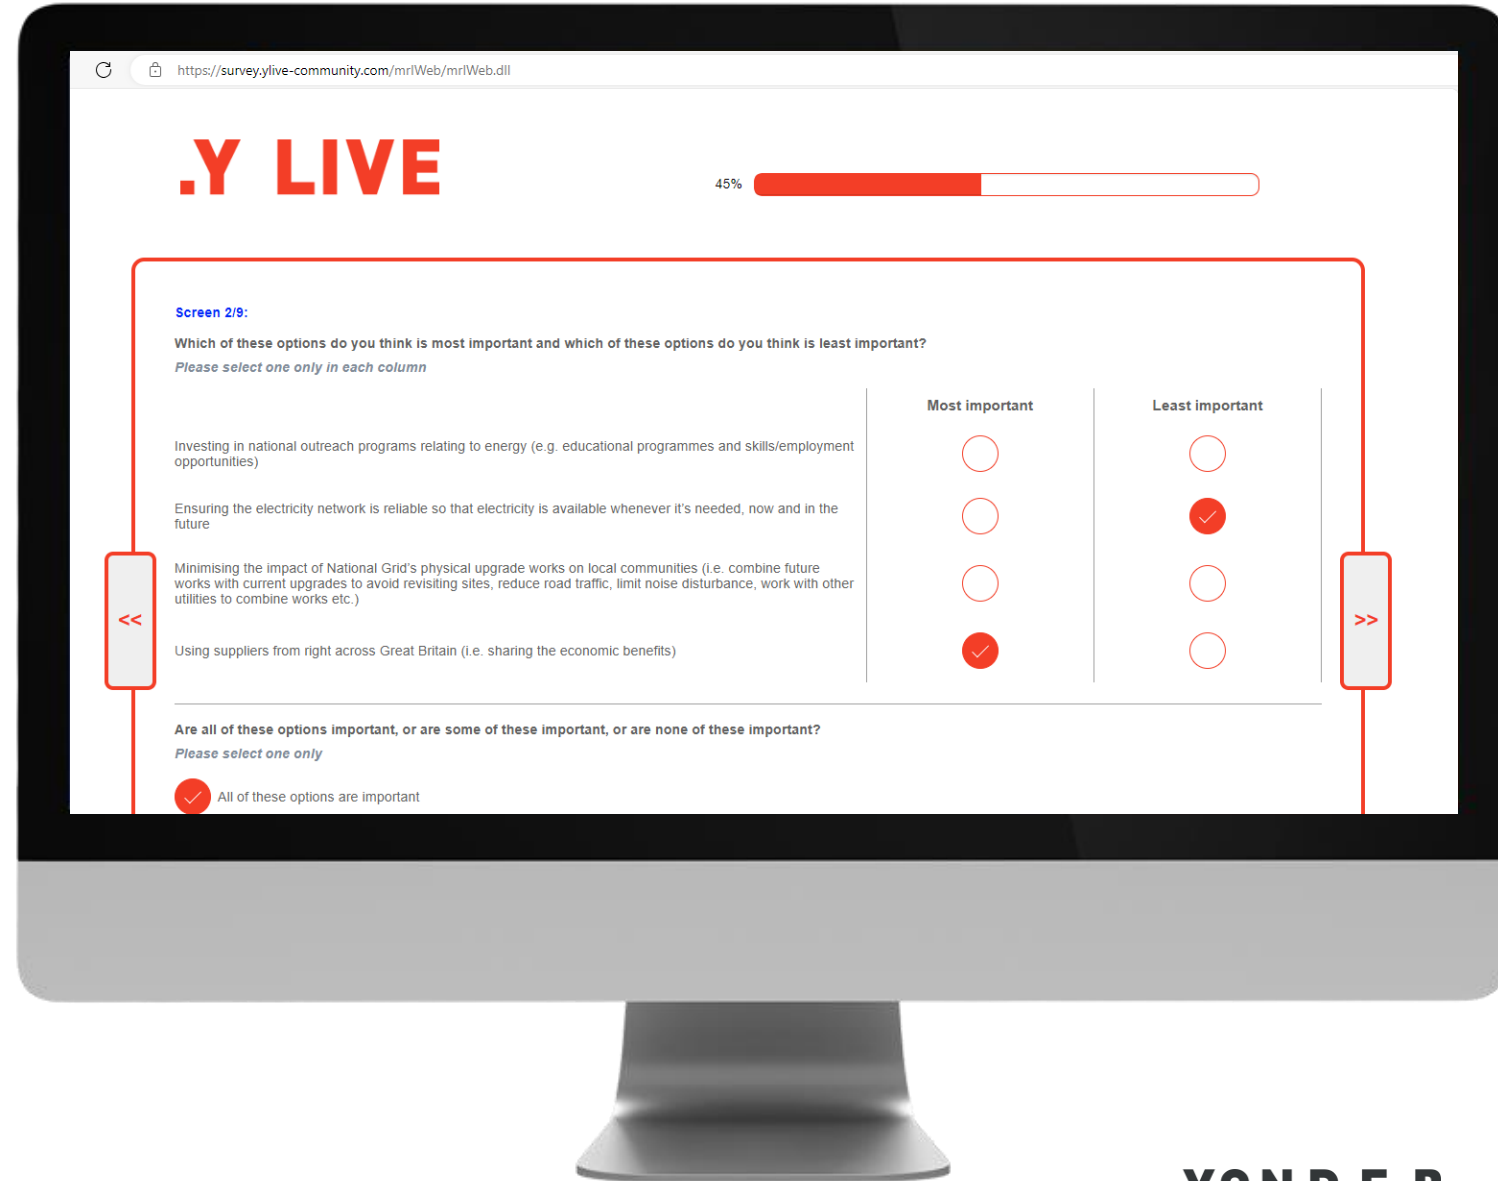 https://survey.ylive-community.com/mrIWeb/mrIWeb.dll
.Y LIVE
45%
Screen 2/9:
Which of these options do you think is most important and which of these options do you think is least important?
Please select one only in each column
Most important
Least important
Investing in national outreach programs relating to energy (e.g. educational programmes and skills/employment
opportunities)
Ensuring the electricity network is reliable so that electricity is available whenever it's needed, now and in the
future
Minimising the impact of National Grid's physical upgrade works on local communities (i.e. combine future
works with current upgrades to avoid revisiting sites, reduce road traffic, limit noise disturbance, work with other
utilities to combine works etc.)
<<
>>
Using suppliers from right across Great Britain (i.e. sharing the economic benefits)
Are all of these options important, or are some of these important, or are none of these important?
Please select one only
All of these options are important
YONDER